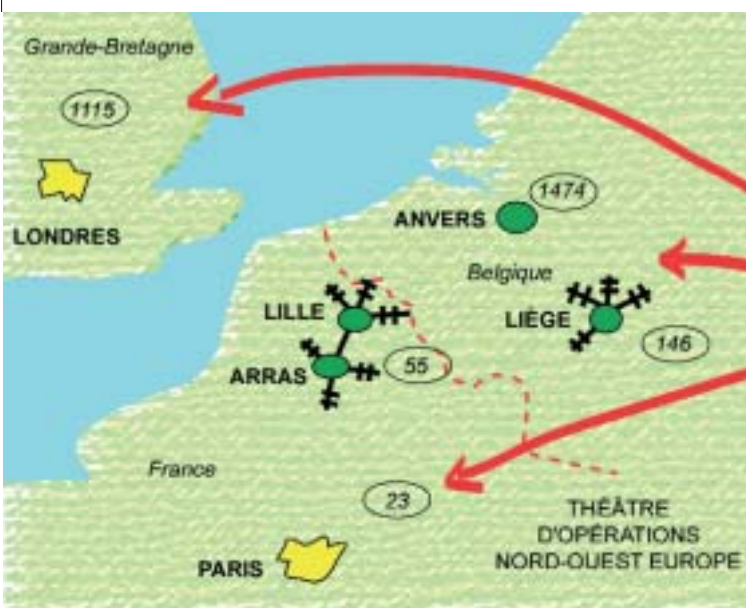 Grande-Bretagne
1115
LONDRES
ANVERS
1474
Belgique
LILLE
LIÈGE
146
ARRAS
55
France
23
PARIS
THÉÂTRE
D'OPÉRATIONS
NORD-OUEST EUROPE